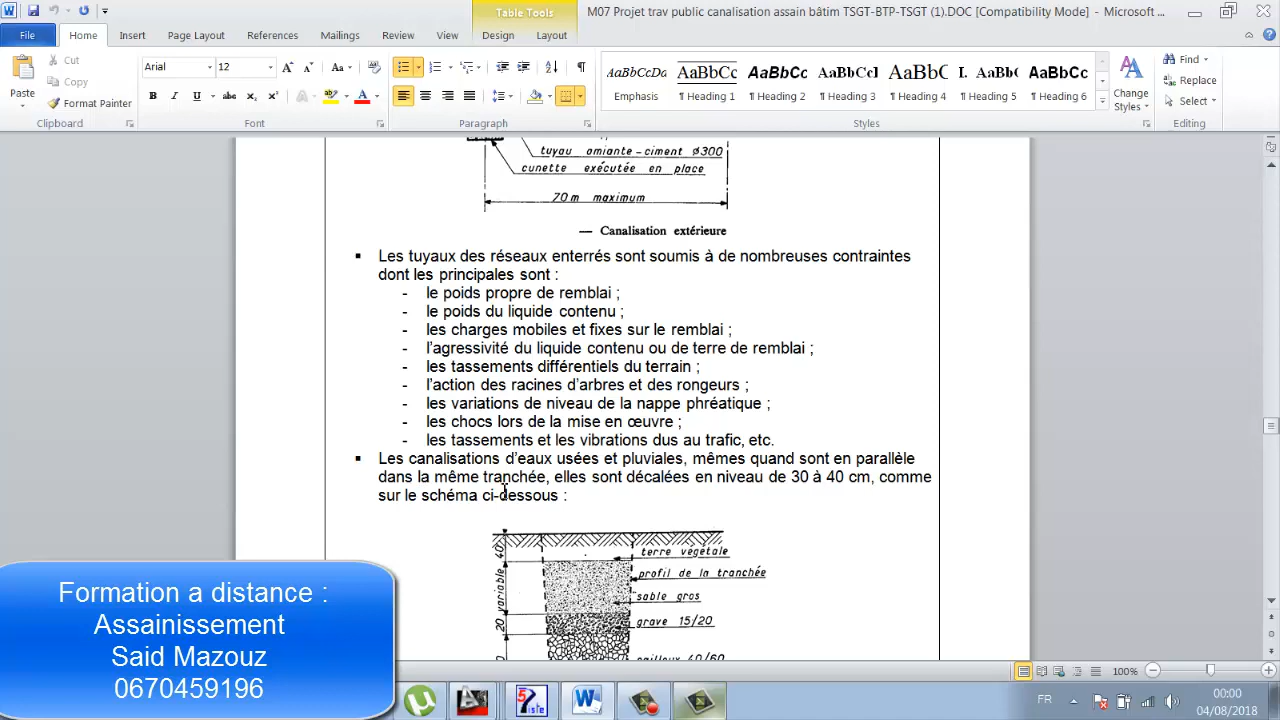 Table Tools
M07 Projet trav public canalisation assain bâtim TSGT-BTP-TSGT (1).DOC [Compatibility Mode] - Microsoft ...
File Home Insert Page Layout References Mailings Review View Design Layout
Paste
Cut
Copy
Format Painter
Clipboard
Arial 12
Font
Paragraph
AaBbCcDa AaBbCc AaBbCc AaBbCcI AaBbC I. AaBbC AaBbCc
Emphasis ¶ Heading 1 ¶ Heading 2 ¶ Heading 3 ¶ Heading 4 ¶ Heading 5 ¶ Heading 6
Change
Styles
Styles
Find
Replace
Select
Editing
tuyau amiante-ciment ø300
cunette exécutée en place
70m maximum
— Canalisation extérieure
▪ Les tuyaux des réseaux enterrés sont soumis à de nombreuses contraintes
dont les principales sont :
- le poids propre de remblai ;
- le poids du liquide contenu ;
- les charges mobiles et fixes sur le remblai ;
- l’agressivité du liquide contenu ou de terre de remblai ;
- les tassements différentiels du terrain ;
- l’action des racines d’arbres et des rongeurs ;
- les variations de niveau de la nappe phréatique ;
- les chocs lors de la mise en œuvre ;
- les tassements et les vibrations dus au trafic, etc.
▪ Les canalisations d’eaux usées et pluviales, mêmes quand sont en parallèle
dans la même tranchée, elles sont décalées en niveau de 30 à 40 cm, comme
sur le schéma ci-dessous :
terre végétale
profil de la tranchée
sable gros
grave 15/20
cailloux 40/60
40
variable
20
Formation a distance :
Assainissement
Said Mazouz
0670459196
100%
FR
00:00
04/08/2018